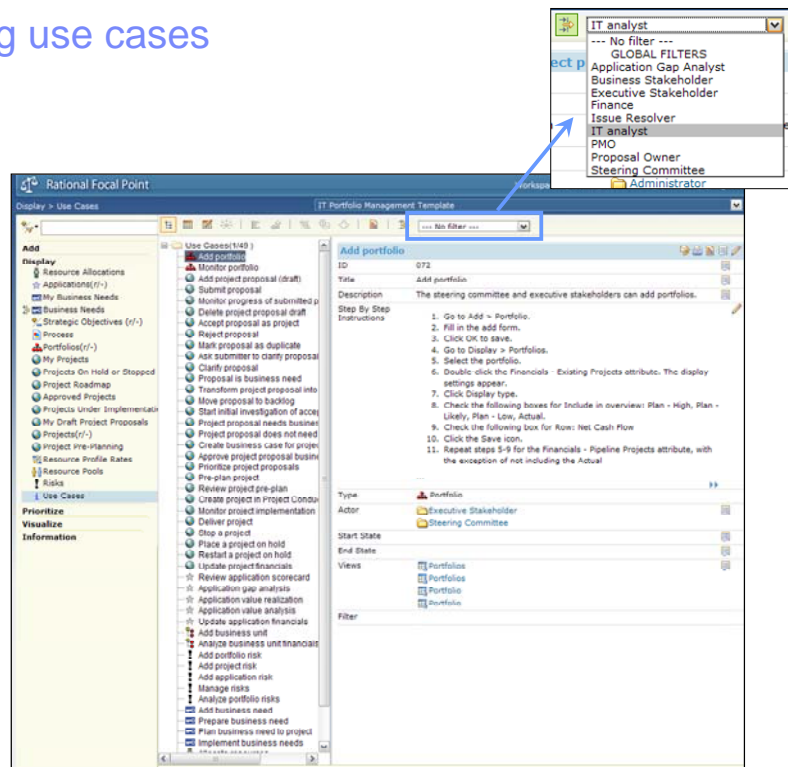 g use cases
IT analyst
--- No filter ---
GLOBAL FILTERS
Application Gap Analyst
Business Stakeholder
Executive Stakeholder
Finance
Issue Resolver
IT analyst
PMO
Proposal Owner
Steering Committee
Administrator
ect p
Rational Focal Point
Workspa
Display > Use Cases
IT Portfolio Management Template
--- No filter ---
Add
Display
Resource Allocations
Applications(r/-)
My Business Needs
Business Needs
Strategic Objectives (r/-)
Process
Portfolios(r/-)
My Projects
Projects On Hold or Stopped
Project Roadmap
Approved Projects
Projects Under Implementati
My Draft Project Proposals
Projects(r/-)
Project Pre-Planning
Resource Profile Rates
Resource Pools
Risks
Use Cases
Prioritize
Visualize
Information
Use Cases(1/49 )
Add portfolio
Monitor portfolio
Add project proposal (draft)
Submit proposal
Monitor progress of submitted p
Delete project proposal draft
Accept proposal as project
Reject proposal
Mark proposal as duplicate
Ask submitter to clarify proposal
Clarify proposal
Proposal is business need
Transform project proposal into
Move proposal to backlog
Start initial investigation of accep
Project proposal needs busines
Project proposal does not need
Create business case for projec
Approve project proposal busine
Prioritize project proposals
Pre-plan project
Review project pre-plan
Create project in Project Condu
Monitor project implementation
Deliver project
Stop a project
Place a project on hold
Restart a project on hold
Update project financials
Review application scorecard
Application gap analysis
Application value realization
Application value analysis
Update application financials
Add business unit
Analyze business unit financials
Add portfolio risk
Add project risk
Add application risk
Manage risks
Analyze portfolio risks
Add business need
Prepare business need
Plan business need to project
Implement business needs
Add portfolio
ID 072
Title Add portfolio
Description The steering committee and executive stakeholders can add portfolios.
Step By Step
Instructions
1. Go to Add > Portfolio.
2. Fill in the add form.
3. Click OK to save.
4. Go to Display > Portfolios.
5. Select the portfolio.
6. Double click the Financials - Existing Projects attribute. The display
settings appear.
7. Click Display type.
8. Check the following boxes for Include in overview: Plan - High, Plan -
Likely, Plan - Low, Actual.
9. Check the following box for Row: Net Cash Flow
10. Click the Save icon.
11. Repeat steps 5-9 for the Financials - Pipeline Projects attribute, with
the exception of not including the Actual
Type Portfolio
Actor Executive Stakeholder
Steering Committee
Start State
End State
Views Portfolios
Portfolios
Portfolio
Portfolio
Filter